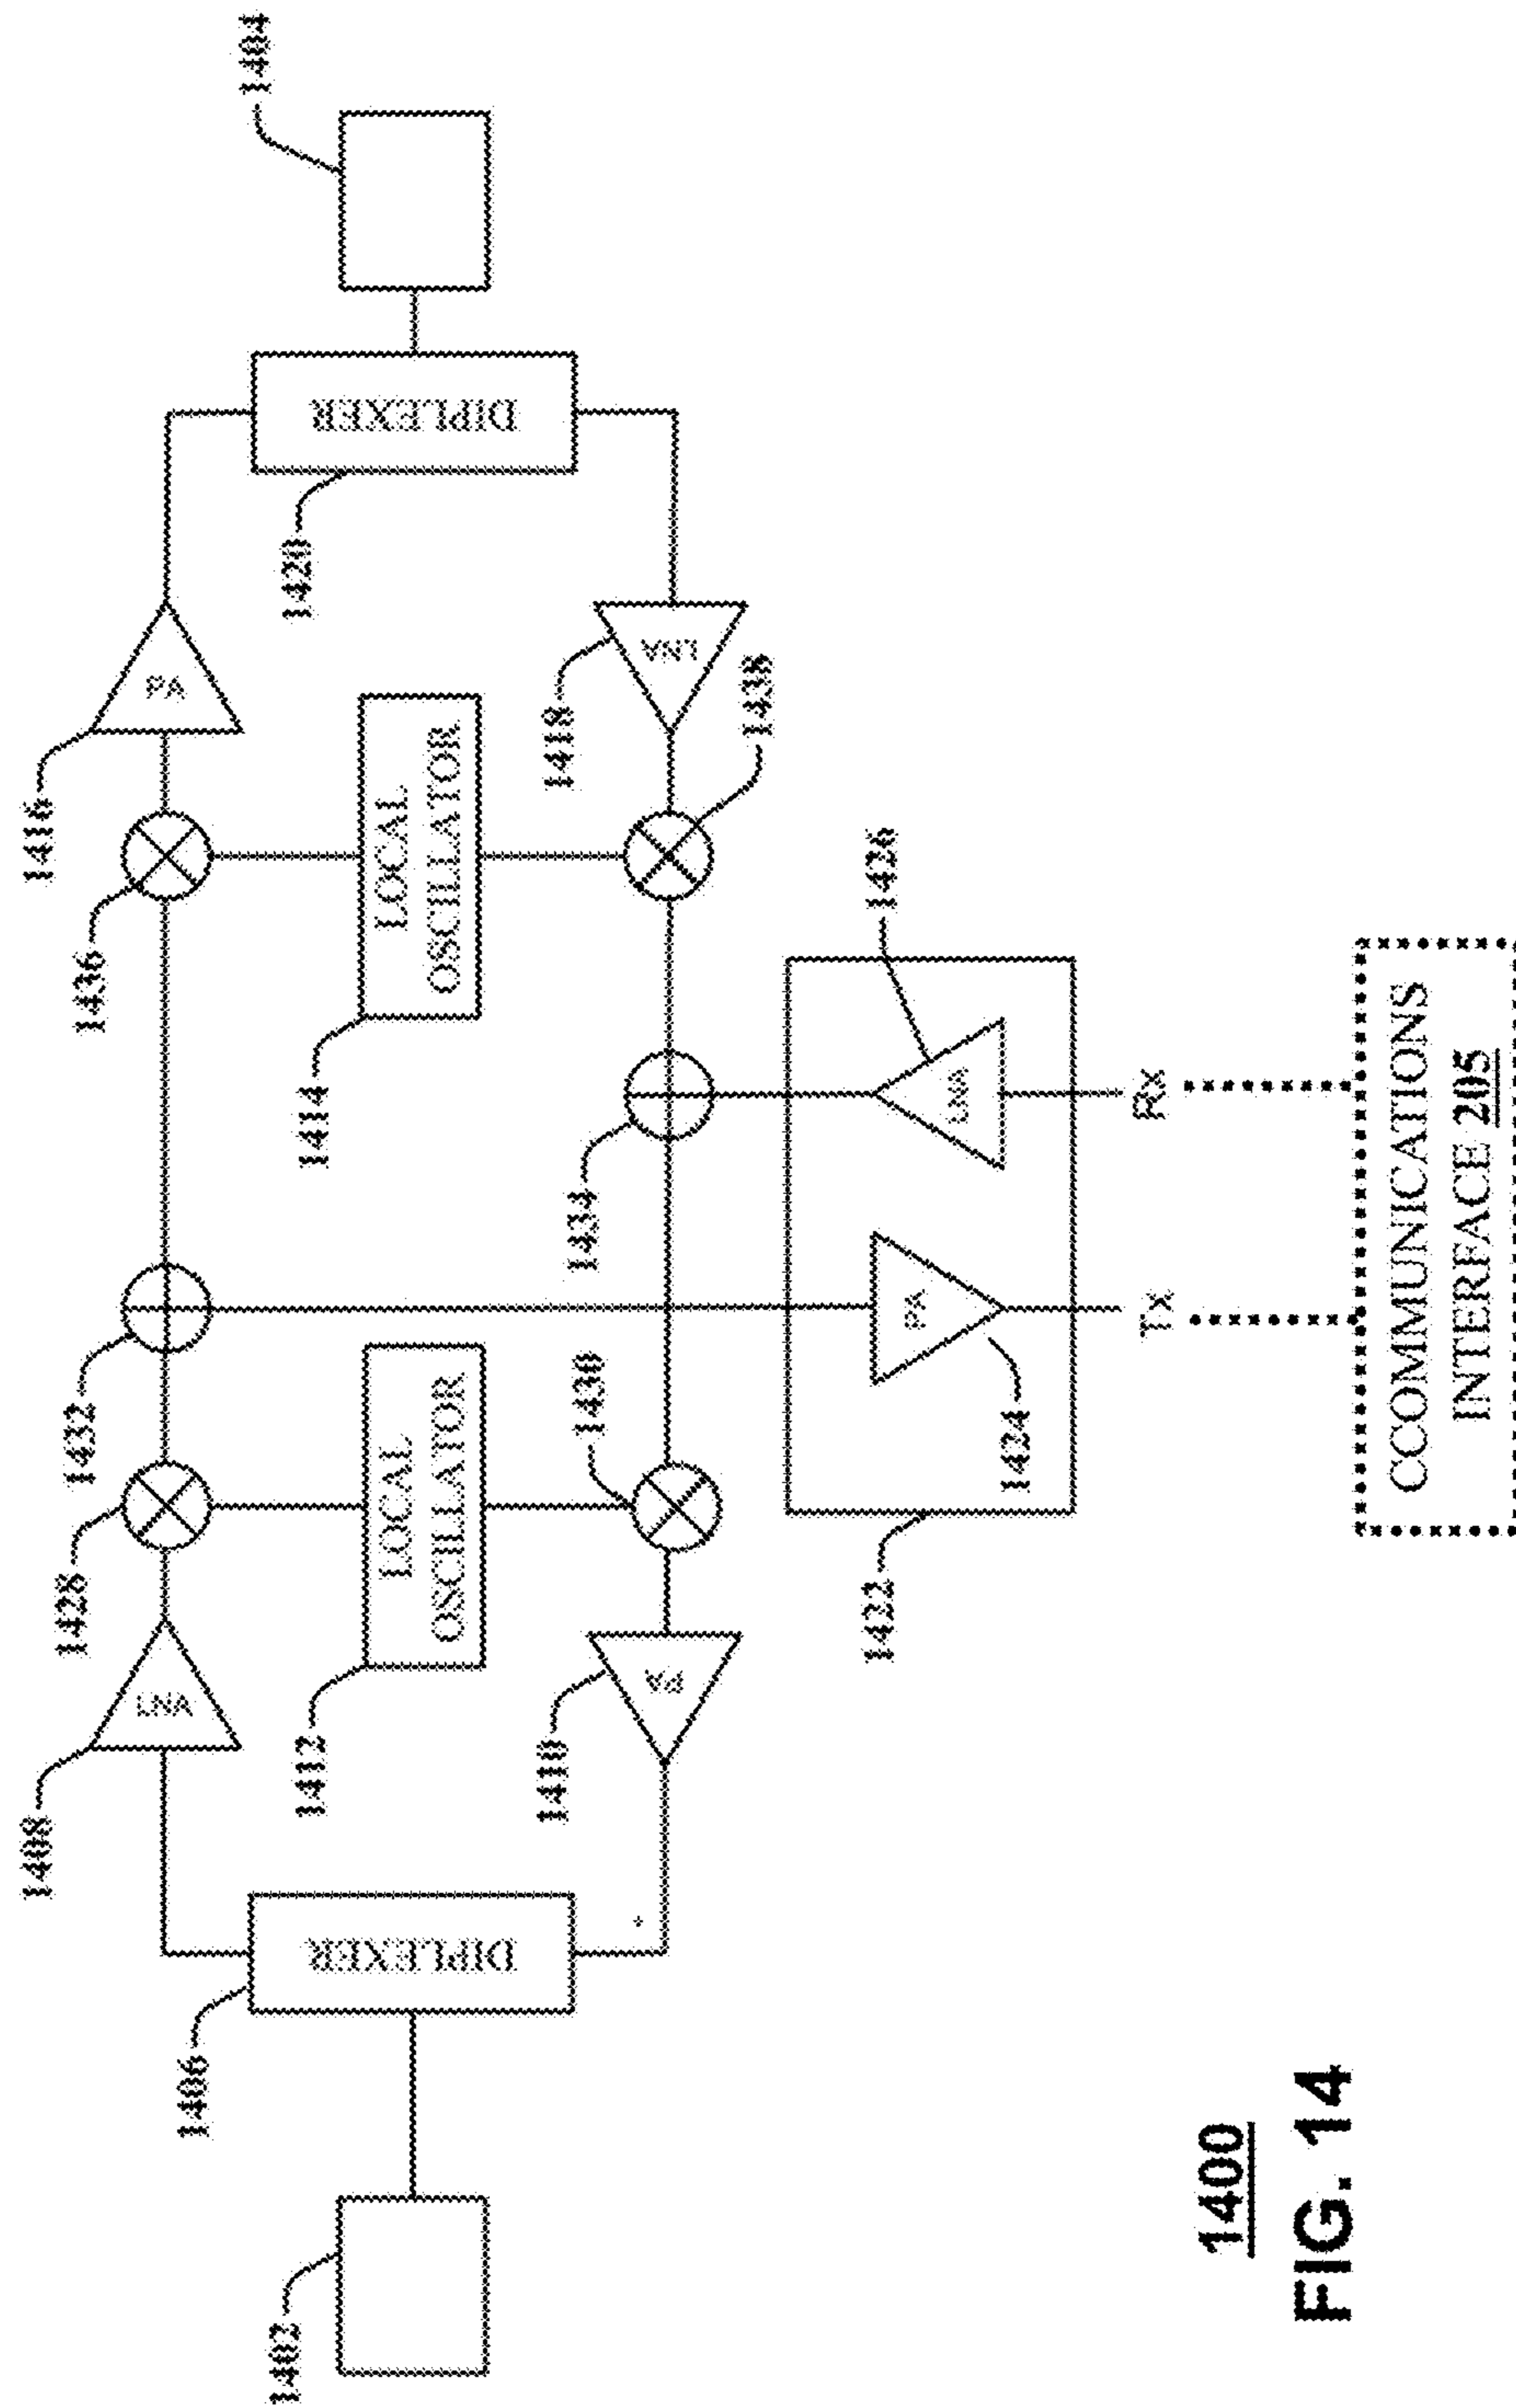 1404
DIPLEXER
1420
PA
1416
LNA
1418
1438
1436
LOCAL
OSCILLATOR
1414
1426
LNA
1434
1432
LOCAL
OSCILLATOR
1412
1430
PA
1424
1422
Rx
Tx
CCOMMUNICATIONS
INTERFACE 205
1428
LNA
1408
PA
1410
DIPLEXER
1406
1402
1400
FIG. 14